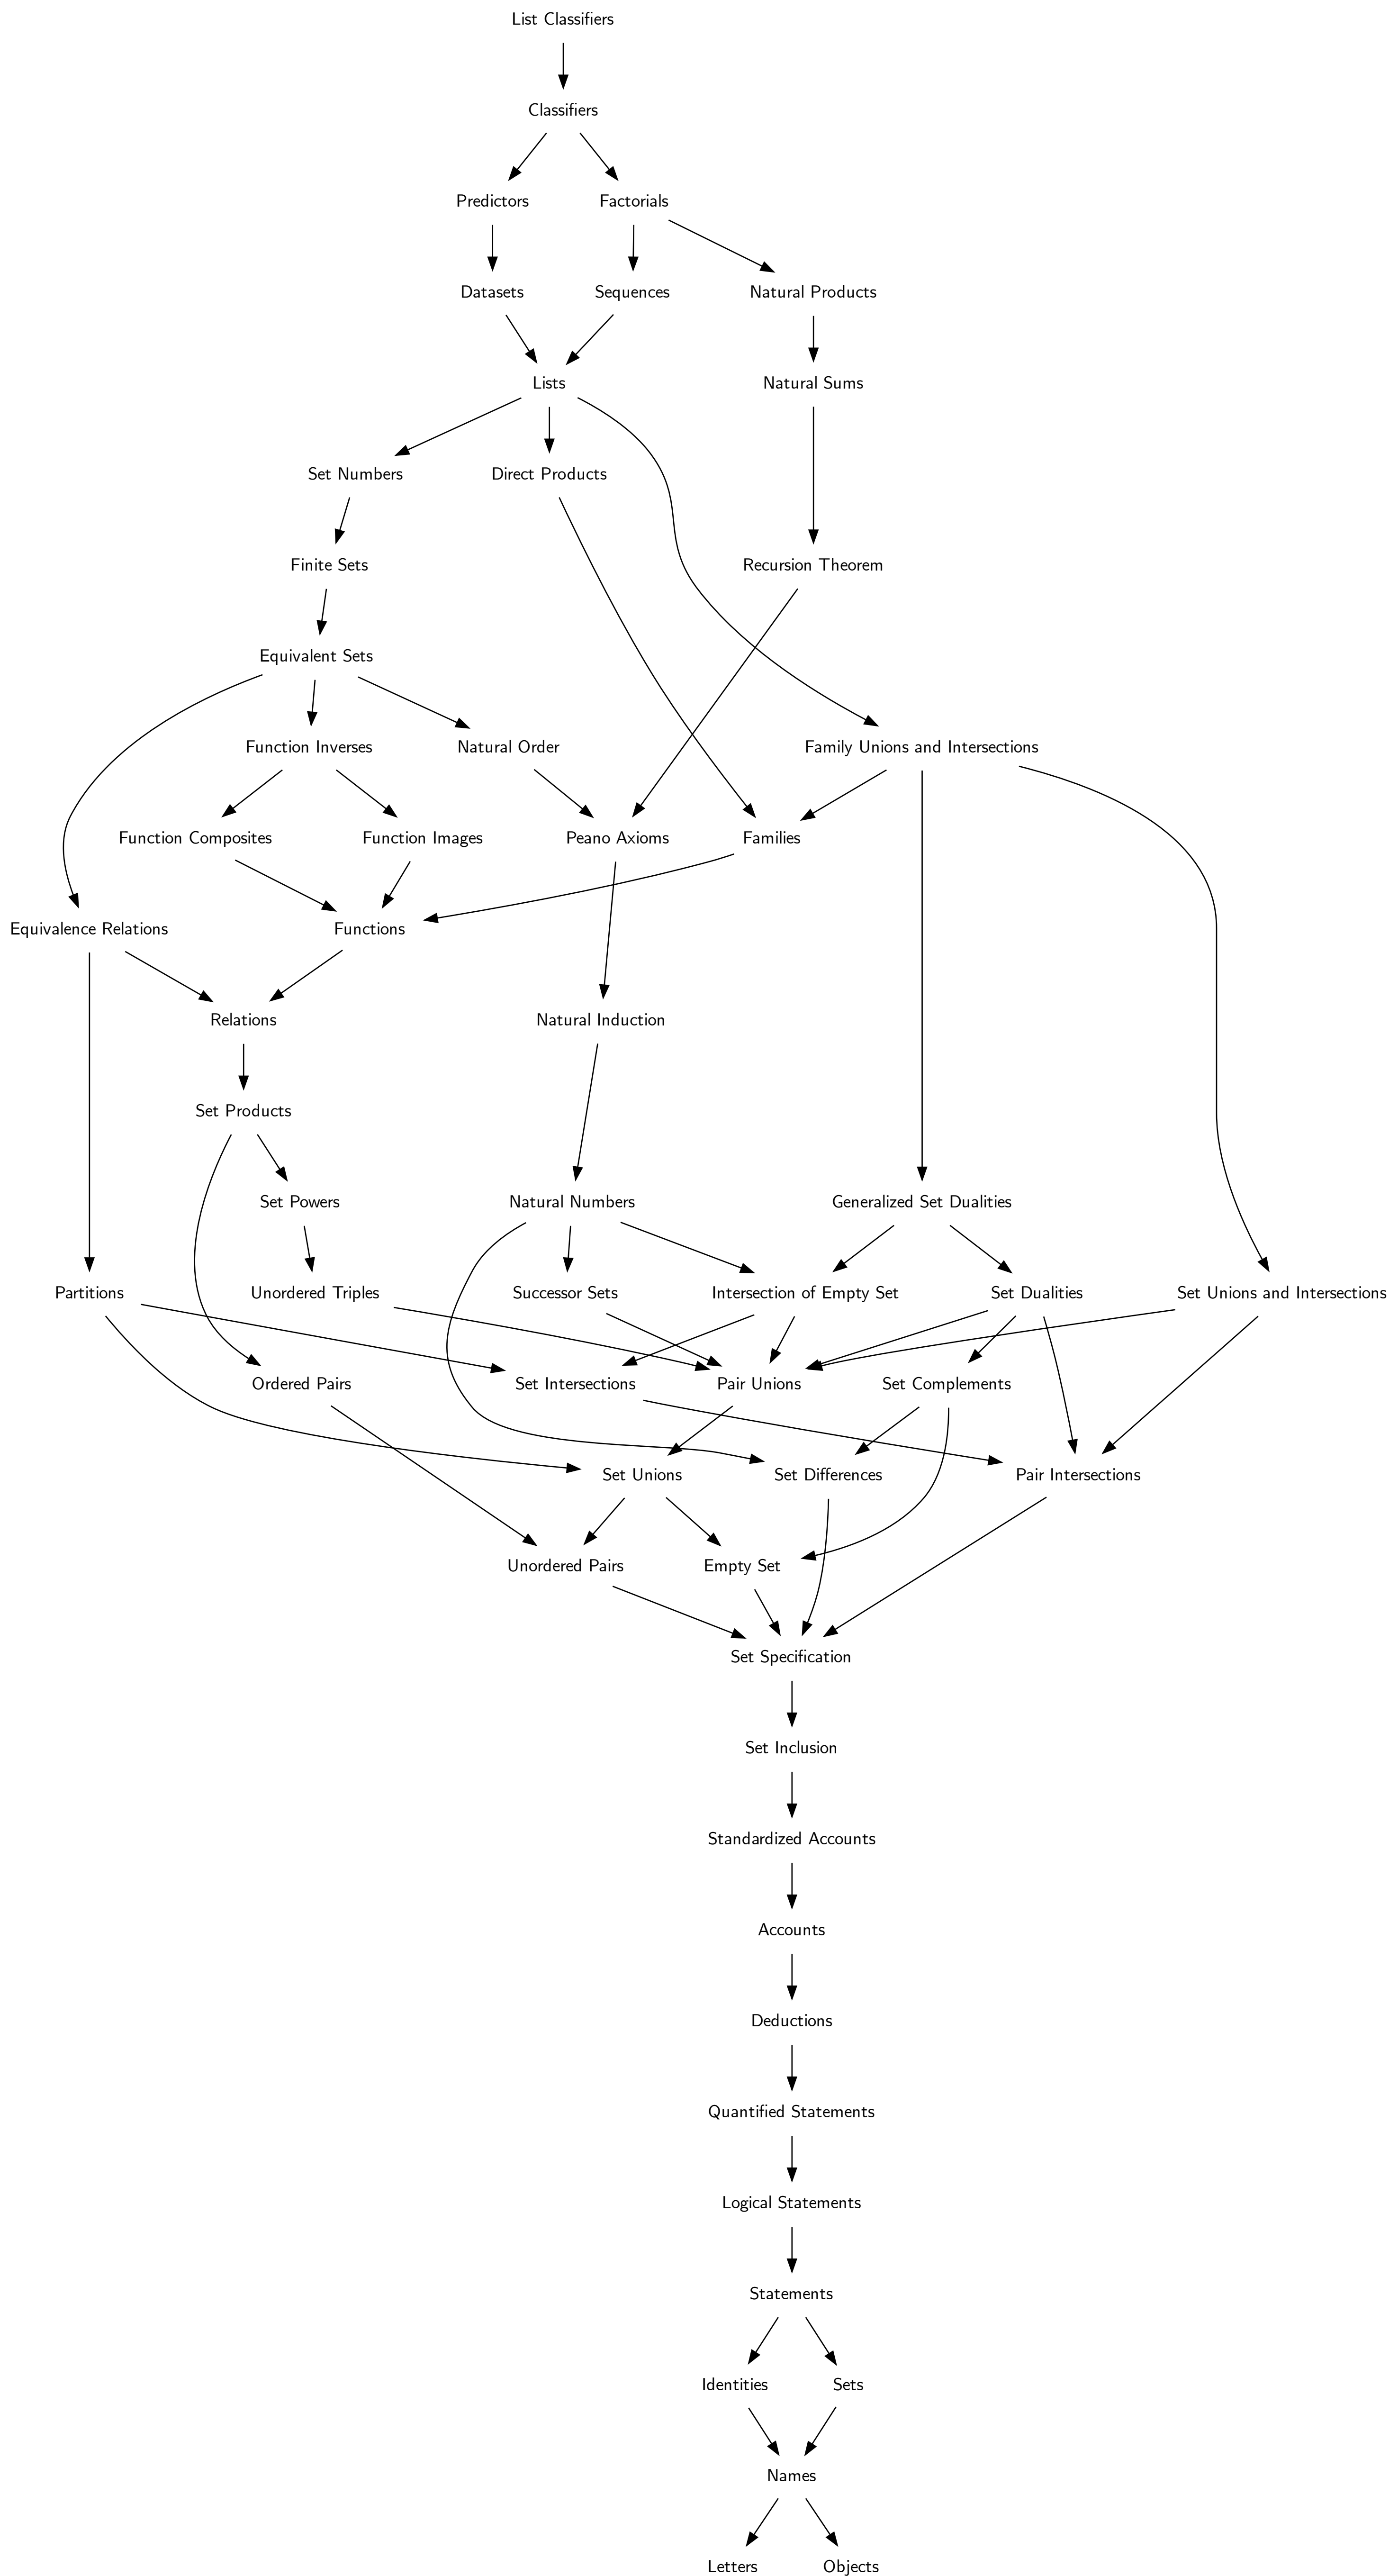 List Classifiers
Classifiers
Predictors
Factorials
Datasets
Sequences
Natural Products
Lists
Natural Sums
Set Numbers
Direct Products
Finite Sets
Recursion Theorem
Equivalent Sets
Function Inverses
Natural Order
Family Unions and Intersections
Function Composites
Function Images
Peano Axioms
Families
Equivalence Relations
Functions
Relations
Natural Induction
Set Products
Set Powers
Natural Numbers
Generalized Set Dualities
Partitions
Unordered Triples
Successor Sets
Intersection of Empty Set
Set Dualities
Set Unions and Intersections
Ordered Pairs
Set Intersections
Pair Unions
Set Complements
Set Unions
Set Differences
Pair Intersections
Unordered Pairs
Empty Set
Set Specification
Set Inclusion
Standardized Accounts
Accounts
Deductions
Quantified Statements
Logical Statements
Statements
Identities
Sets
Names
Letters
Objects